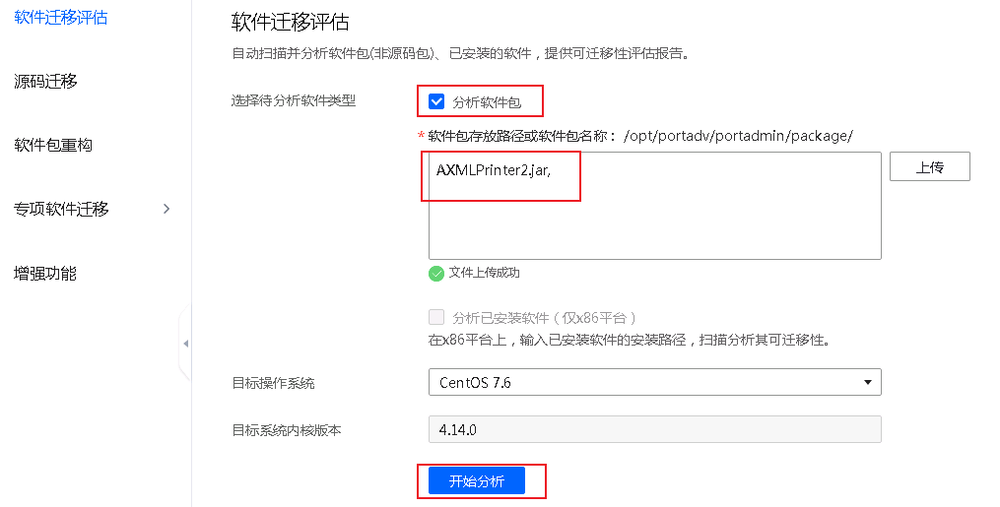 软件迁移评估
源码迁移
软件包重构
专项软件迁移
增强功能
软件迁移评估
自动扫描并分析软件包(非源码包)、已安装的软件，提供可迁移性评估报告。
选择待分析软件类型
分析软件包
* 软件包存放路径或软件包名称： /opt/portadv/portadmin/package/
AXMLPrinter2.jar,
上传
文件上传成功
分析已安装软件（仅x86平台）
在x86平台上，输入已安装软件的安装路径，扫描分析其可迁移性。
目标操作系统
CentOS 7.6
目标系统内核版本
4.14.0
开始分析